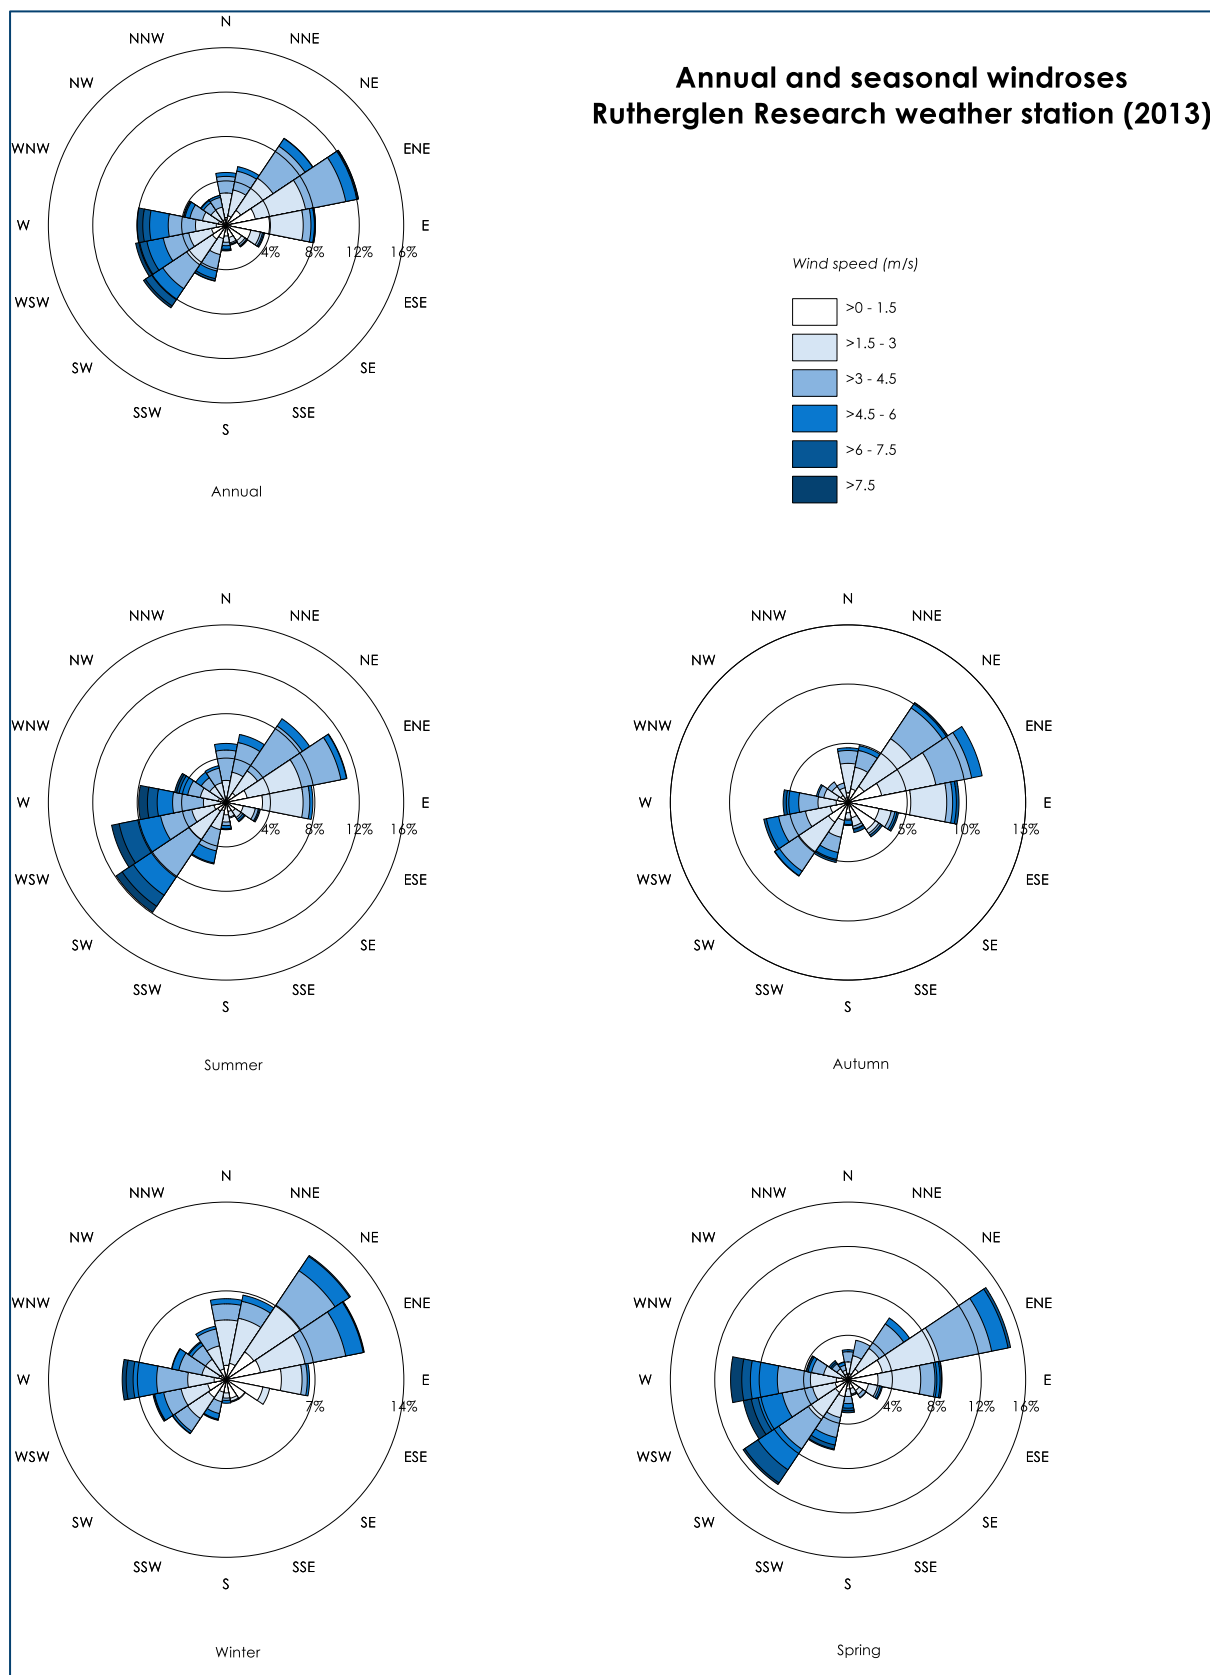 Annual and seasonal windroses
Rutherglen Research weather station (2013)
N
NNW
NNE
NW
NE
WNW
ENE
W
E
4%
8%
12%
16%
WSW
ESE
SW
SE
SSW
SSE
S
Annual
Wind speed (m/s)
>0 - 1.5
>1.5 - 3
>3 - 4.5
>4.5 - 6
>6 - 7.5
>7.5
N
NNW
NNE
NW
NE
WNW
ENE
W
E
4%
8%
12%
16%
WSW
ESE
SW
SE
SSW
SSE
S
Summer
N
NNW
NNE
NW
NE
WNW
ENE
W
E
5%
10%
15%
WSW
ESE
SW
SE
SSW
SSE
S
Autumn
N
NNW
NNE
NW
NE
WNW
ENE
W
E
7%
14%
WSW
ESE
SW
SE
SSW
SSE
S
Winter
N
NNW
NNE
NW
NE
WNW
ENE
W
E
4%
8%
12%
16%
WSW
ESE
SW
SE
SSW
SSE
S
Spring